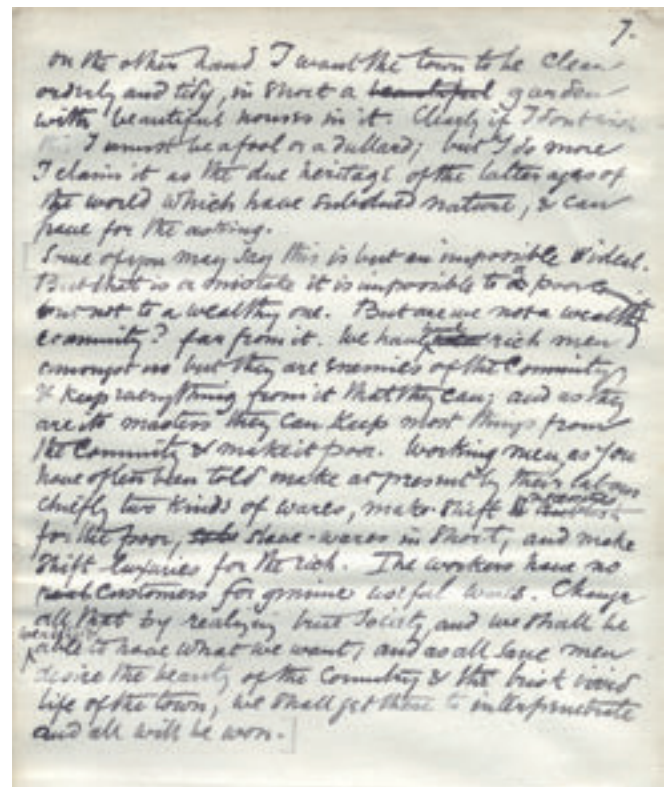 7.
on the other hand I want the town to be clean
orderly and tidy, in short a beautiful garden
with beautiful houses in it. Clearly if I dont
I must be a fool or a dullard; but I do more
I claim it as the due heritage of the latter ages of
the world which have subdued nature, & can
have for the asking.
Some of you may say this is but an impossible ideal.
But that is a mistake it is impossible to a poor
but not to a wealthy one. But are we not a wealthy
community? far from it. We have rich men
amongst us but they are enemies of the Community
& keep everything from it that they can; and as they
are its masters they can keep most things from
the Community & make it poor. Working men, as you
have often been told make at present by their labour
chiefly two kinds of wares, make-shift
for the poor, slave-wares in short, and make
shift luxuries for the rich. The workers have no
real customers for genuine useful wares. Change
all that by realizing true Society, and we shall be
able to have what we want; and as all sane men
desire the beauty of the Country & the brisk vivid
life of the town, we shall get these to interpenetrate
and all will be won.